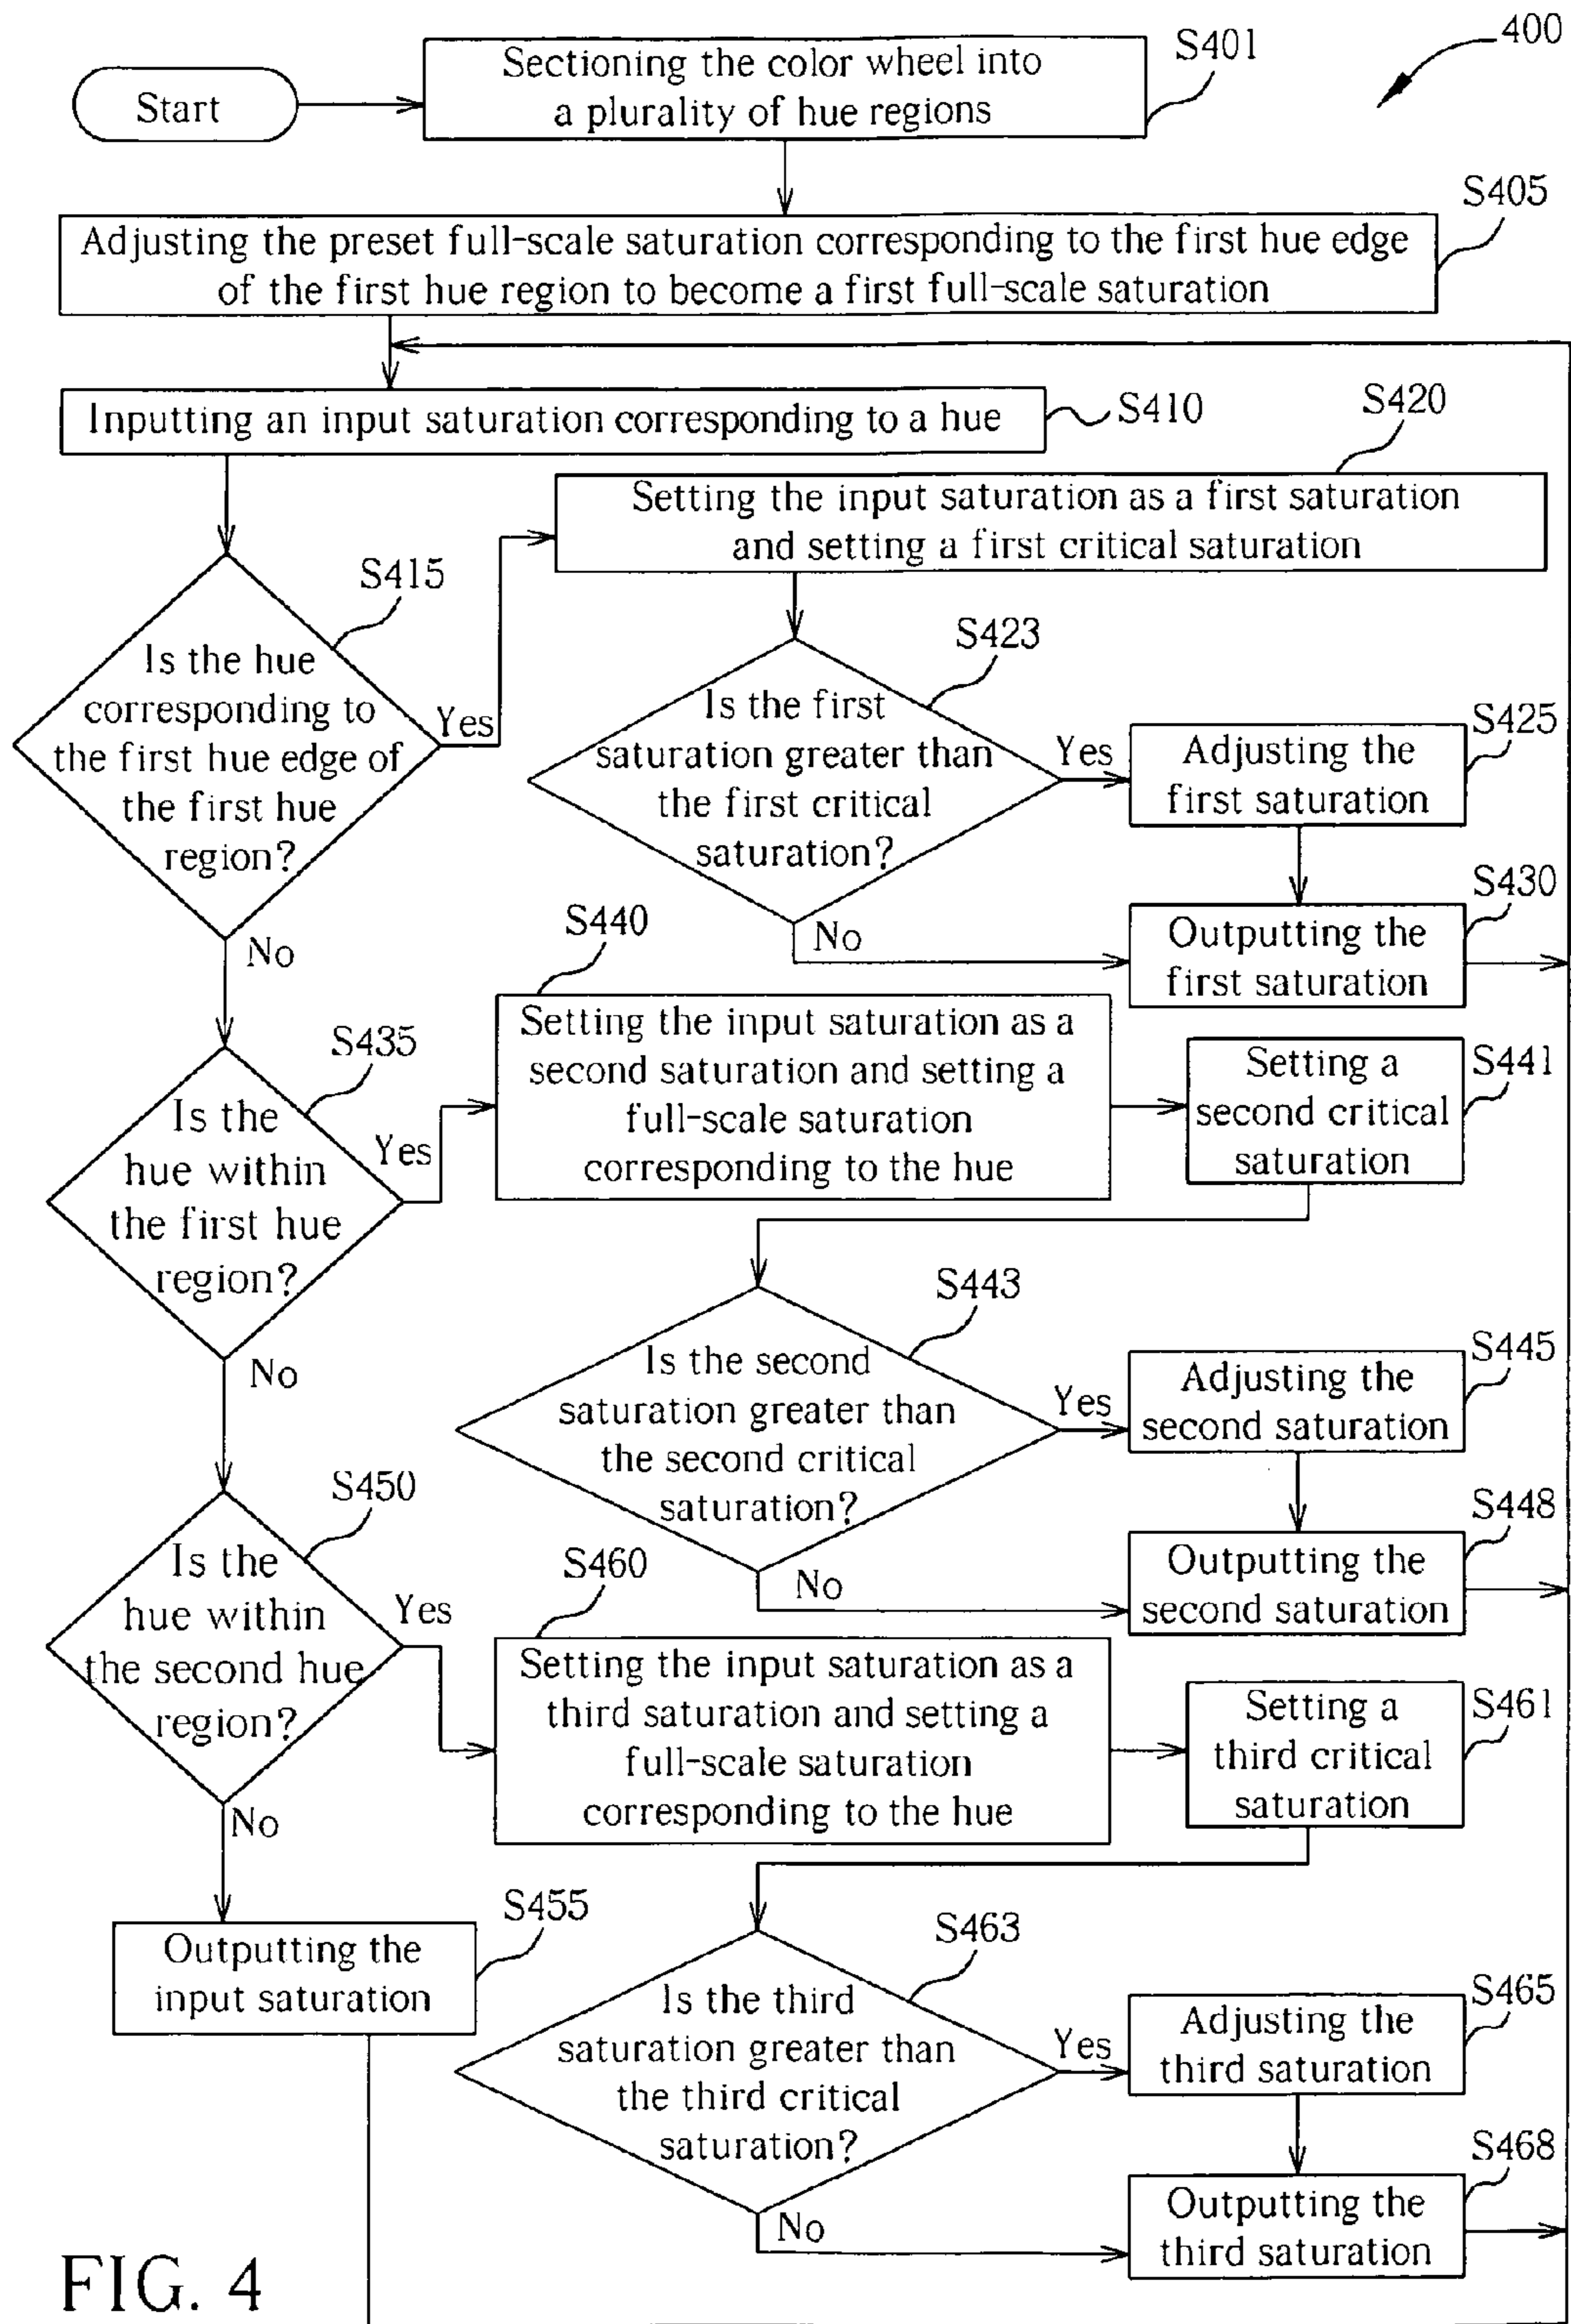 400
Start
Sectioning the color wheel into
a plurality of hue regions
S401
Adjusting the preset full-scale saturation corresponding to the first hue edge
of the first hue region to become a first full-scale saturation
S405
Inputting an input saturation corresponding to a hue
S410
S420
Setting the input saturation as a first saturation
and setting a first critical saturation
S415
Is the hue
corresponding to
the first hue edge of
the first hue
region?
Yes
No
S423
Is the first
saturation greater than
the first critical
saturation?
Yes
No
S425
Adjusting the
first saturation
S430
Outputting the
first saturation
S435
Is the
hue within
the first hue
region?
Yes
No
S440
Setting the input saturation as a
second saturation and setting a
full-scale saturation
corresponding to the hue
S441
Setting a
second critical
saturation
S443
Is the second
saturation greater than
the second critical
saturation?
Yes
No
S445
Adjusting the
second saturation
S448
Outputting the
second saturation
S450
Is the
hue within
the second hue
region?
Yes
No
S460
Setting the input saturation as a
third saturation and setting a
full-scale saturation
corresponding to the hue
S461
Setting a
third critical
saturation
S455
Outputting the
input saturation
S463
Is the third
saturation greater than
the third critical
saturation?
Yes
No
S465
Adjusting the
third saturation
S468
Outputting the
third saturation
FIG. 4